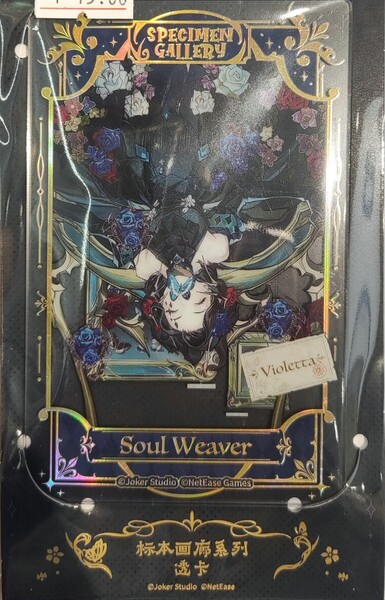 SPECIMEN
GALLERY
Violetta
Soul Weaver
©Joker Studio ©NetEase Games
标本画廊系列
透卡
©Joker Studio ©NetEase